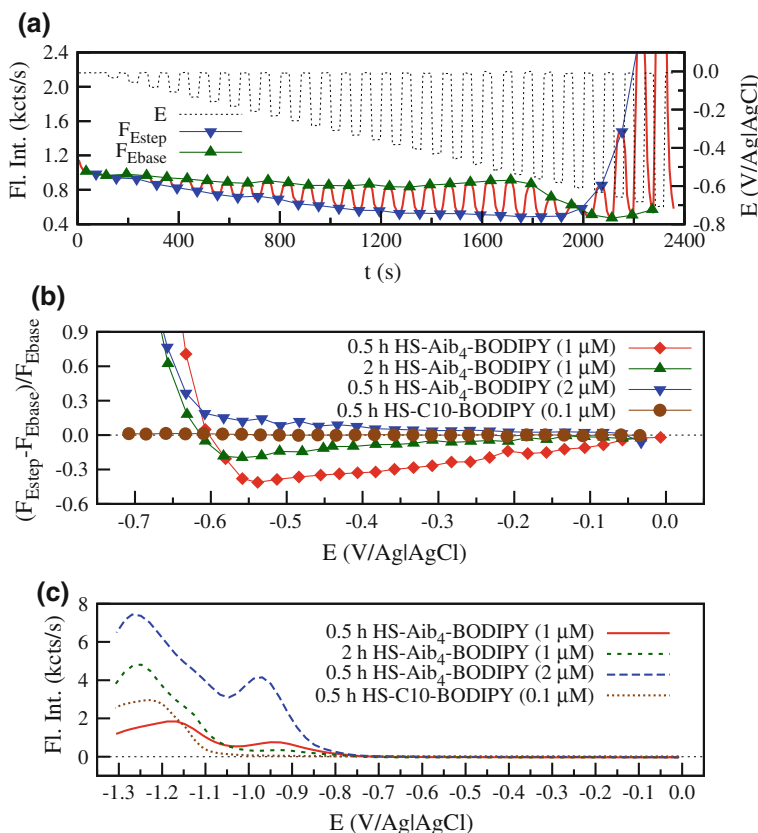 (a)
Fl. Int. (kcts/s)
2.4
2.0
1.6
1.2
0.8
0.4
E
F_Estep
F_Ebase
0.0
-0.2
-0.4
-0.6
-0.8
E (V/Ag|AgCl)
0 400 800 1200 1600 2000 2400
t (s)
(b)
(F_Estep-F_Ebase)/F_Ebase
0.9
0.6
0.3
0.0
-0.3
-0.6
0.5 h HS-Aib₄-BODIPY (1 μM)
2 h HS-Aib₄-BODIPY (1 μM)
0.5 h HS-Aib₄-BODIPY (2 μM)
0.5 h HS-C10-BODIPY (0.1 μM)
-0.7 -0.6 -0.5 -0.4 -0.3 -0.2 -0.1 0.0
E (V/Ag|AgCl)
(c)
Fl. Int. (kcts/s)
8
6
4
2
0
0.5 h HS-Aib₄-BODIPY (1 μM)
2 h HS-Aib₄-BODIPY (1 μM)
0.5 h HS-Aib₄-BODIPY (2 μM)
0.5 h HS-C10-BODIPY (0.1 μM)
-1.3 -1.2 -1.1 -1.0 -0.9 -0.8 -0.7 -0.6 -0.5 -0.4 -0.3 -0.2 -0.1 0.0
E (V/Ag|AgCl)